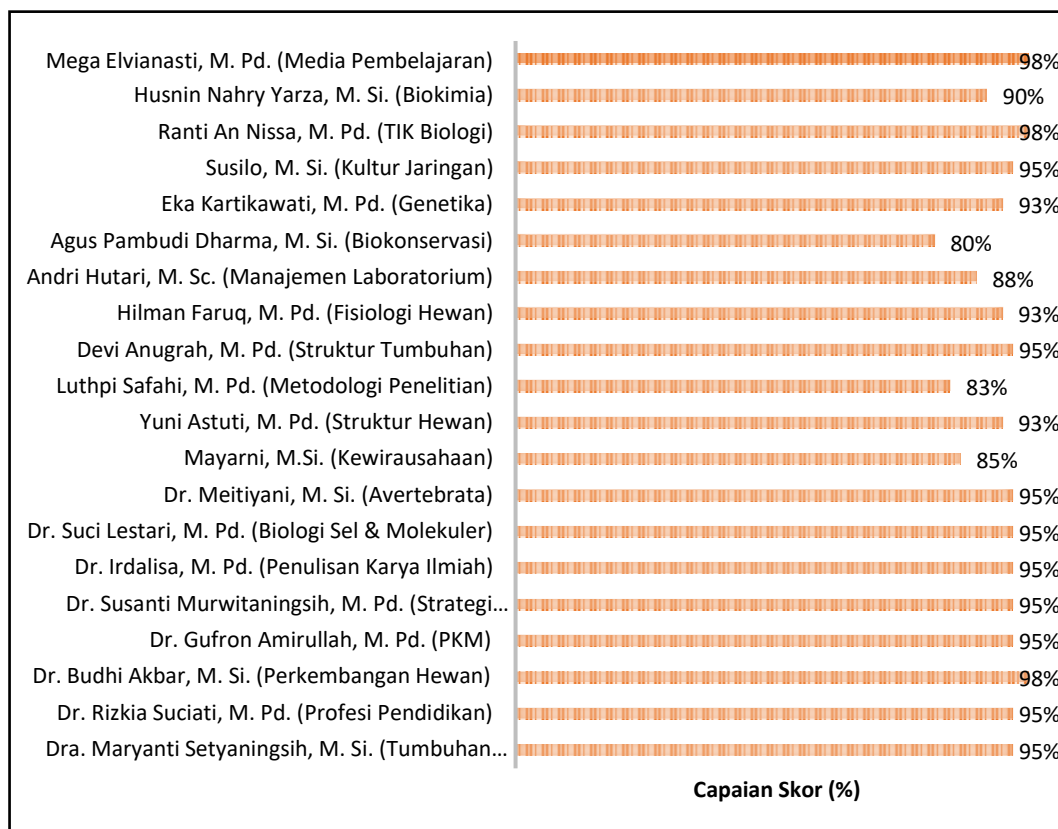 Mega Elvianasti, M. Pd. (Media Pembelajaran) 98%
Husnin Nahry Yarza, M. Si. (Biokimia) 90%
Ranti An Nissa, M. Pd. (TIK Biologi) 98%
Susilo, M. Si. (Kultur Jaringan) 95%
Eka Kartikawati, M. Pd. (Genetika) 93%
Agus Pambudi Dharma, M. Si. (Biokonservasi) 80%
Andri Hutari, M. Sc. (Manajemen Laboratorium) 88%
Hilman Faruq, M. Pd. (Fisiologi Hewan) 93%
Devi Anugrah, M. Pd. (Struktur Tumbuhan) 95%
Luthpi Safahi, M. Pd. (Metodologi Penelitian) 83%
Yuni Astuti, M. Pd. (Struktur Hewan) 93%
Mayarni, M.Si. (Kewirausahaan) 85%
Dr. Meitiyani, M. Si. (Avertebrata) 95%
Dr. Suci Lestari, M. Pd. (Biologi Sel & Molekuler) 95%
Dr. Irdalisa, M. Pd. (Penulisan Karya Ilmiah) 95%
Dr. Susanti Murwitaningsih, M. Pd. (Strategi... 95%
Dr. Gufron Amirullah, M. Pd. (PKM) 95%
Dr. Budhi Akbar, M. Si. (Perkembangan Hewan) 98%
Dr. Rizkia Suciati, M. Pd. (Profesi Pendidikan) 95%
Dra. Maryanti Setyaningsih, M. Si. (Tumbuhan... 95%
Capaian Skor (%)